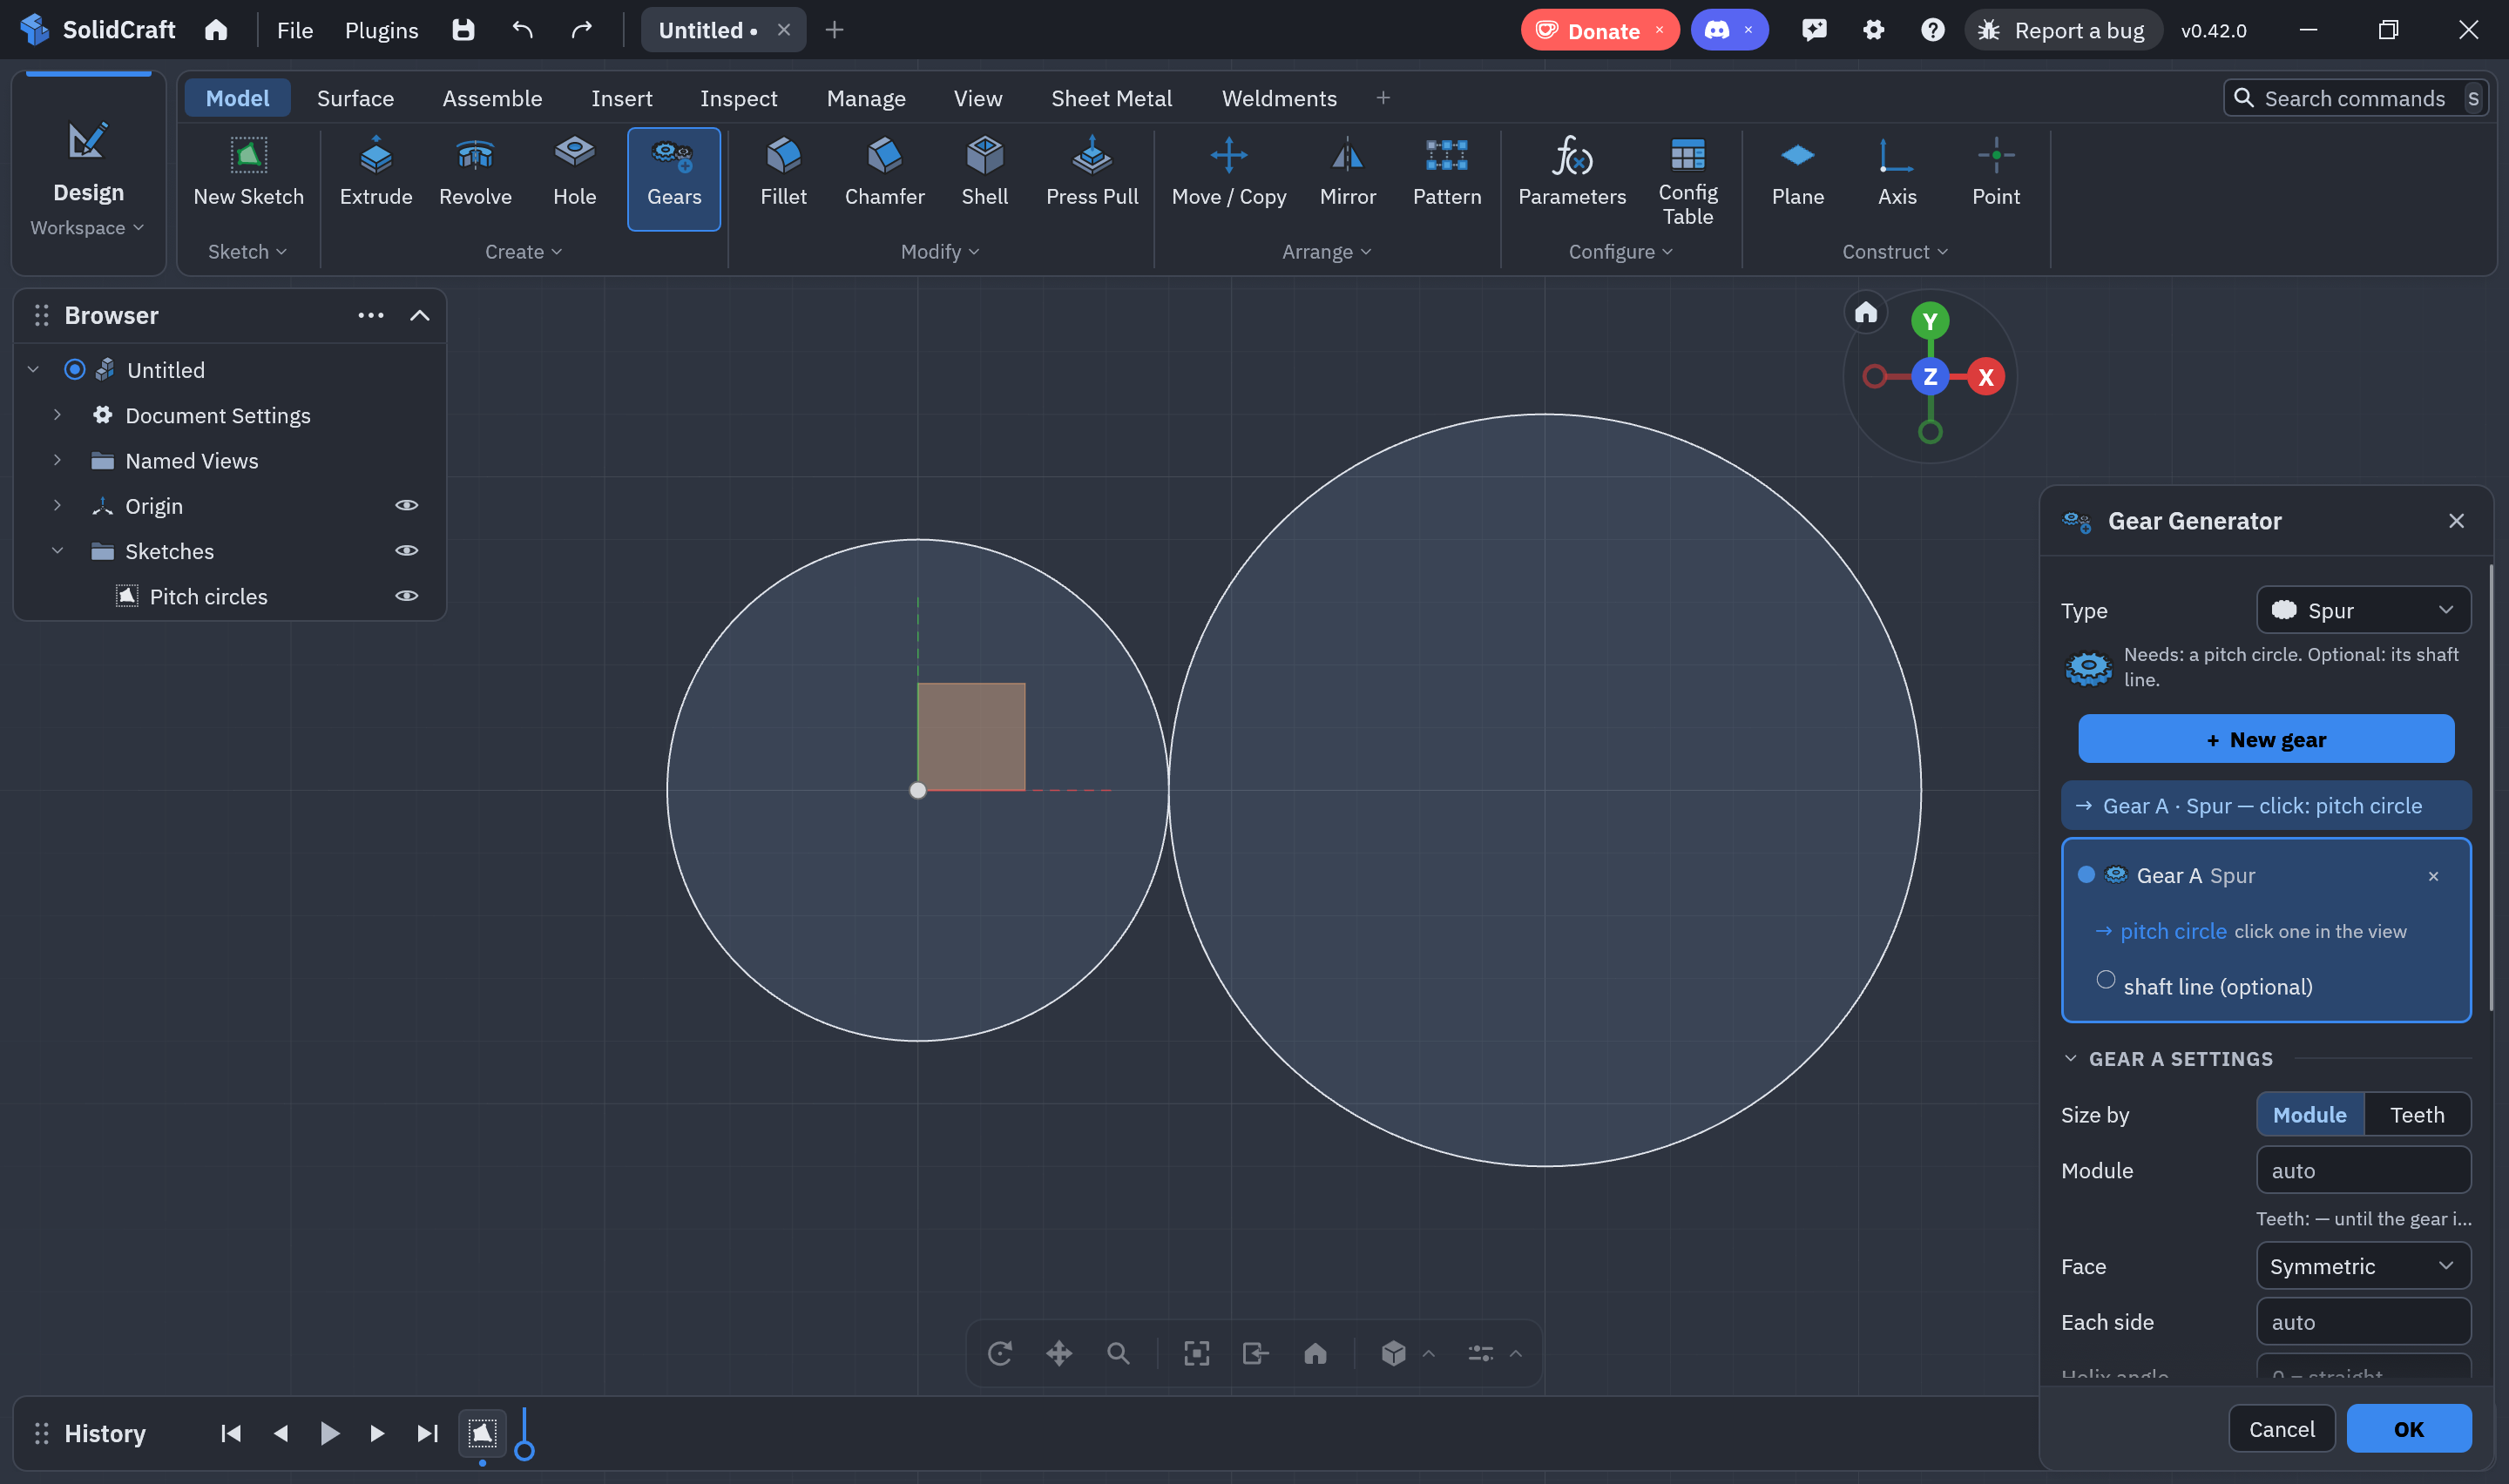 SolidCraft
File
Plugins
Untitled •
Donate
Report a bug
v0.42.0
Design
Workspace
Model
Surface
Assemble
Insert
Inspect
Manage
View
Sheet Metal
Weldments
Search commands
S
New Sketch
Extrude
Revolve
Hole
Gears
Fillet
Chamfer
Shell
Press Pull
Move / Copy
Mirror
Pattern
Parameters
Config
Table
Plane
Axis
Point
Sketch
Create
Modify
Arrange
Configure
Construct
Browser
Untitled
Document Settings
Named Views
Origin
Sketches
Pitch circles
Y
Z
X
Gear Generator
Type
Spur
Needs: a pitch circle. Optional: its shaft
line.
+ New gear
→ Gear A · Spur — click: pitch circle
Gear A Spur
→ pitch circle click one in the view
shaft line (optional)
GEAR A SETTINGS
Size by
Module
Teeth
Module
auto
Teeth: — until the gear i...
Face
Symmetric
Each side
auto
Helix angle
0 = straight
Cancel
OK
History